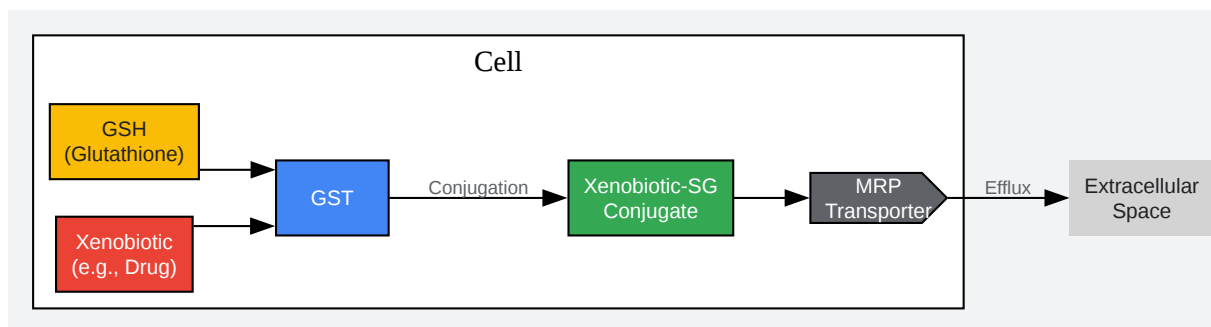 Cell
GSH
(Glutathione)
Xenobiotic
(e.g., Drug)
GST
Conjugation
Xenobiotic-SG
Conjugate
MRP
Transporter
Efflux
Extracellular
Space